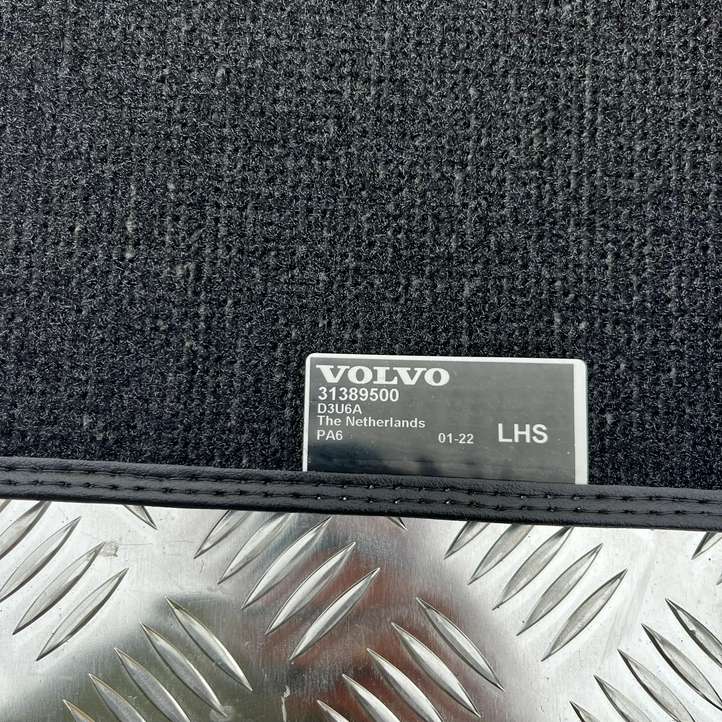 VOLVO
31389500
D3U6A
The Netherlands
PA6 01-22 LHS